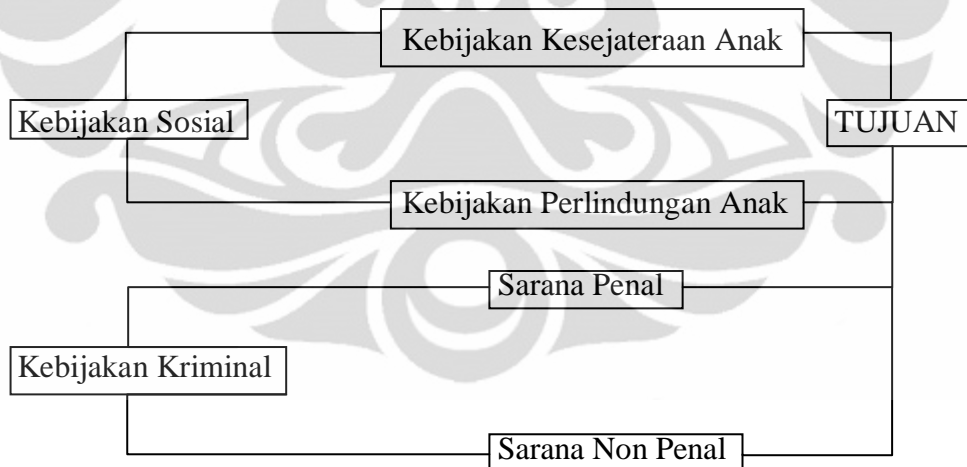 Kebijakan Kesejateraan Anak
Kebijakan Sosial
TUJUAN
Kebijakan Perlindungan Anak
Sarana Penal
Kebijakan Kriminal
Sarana Non Penal